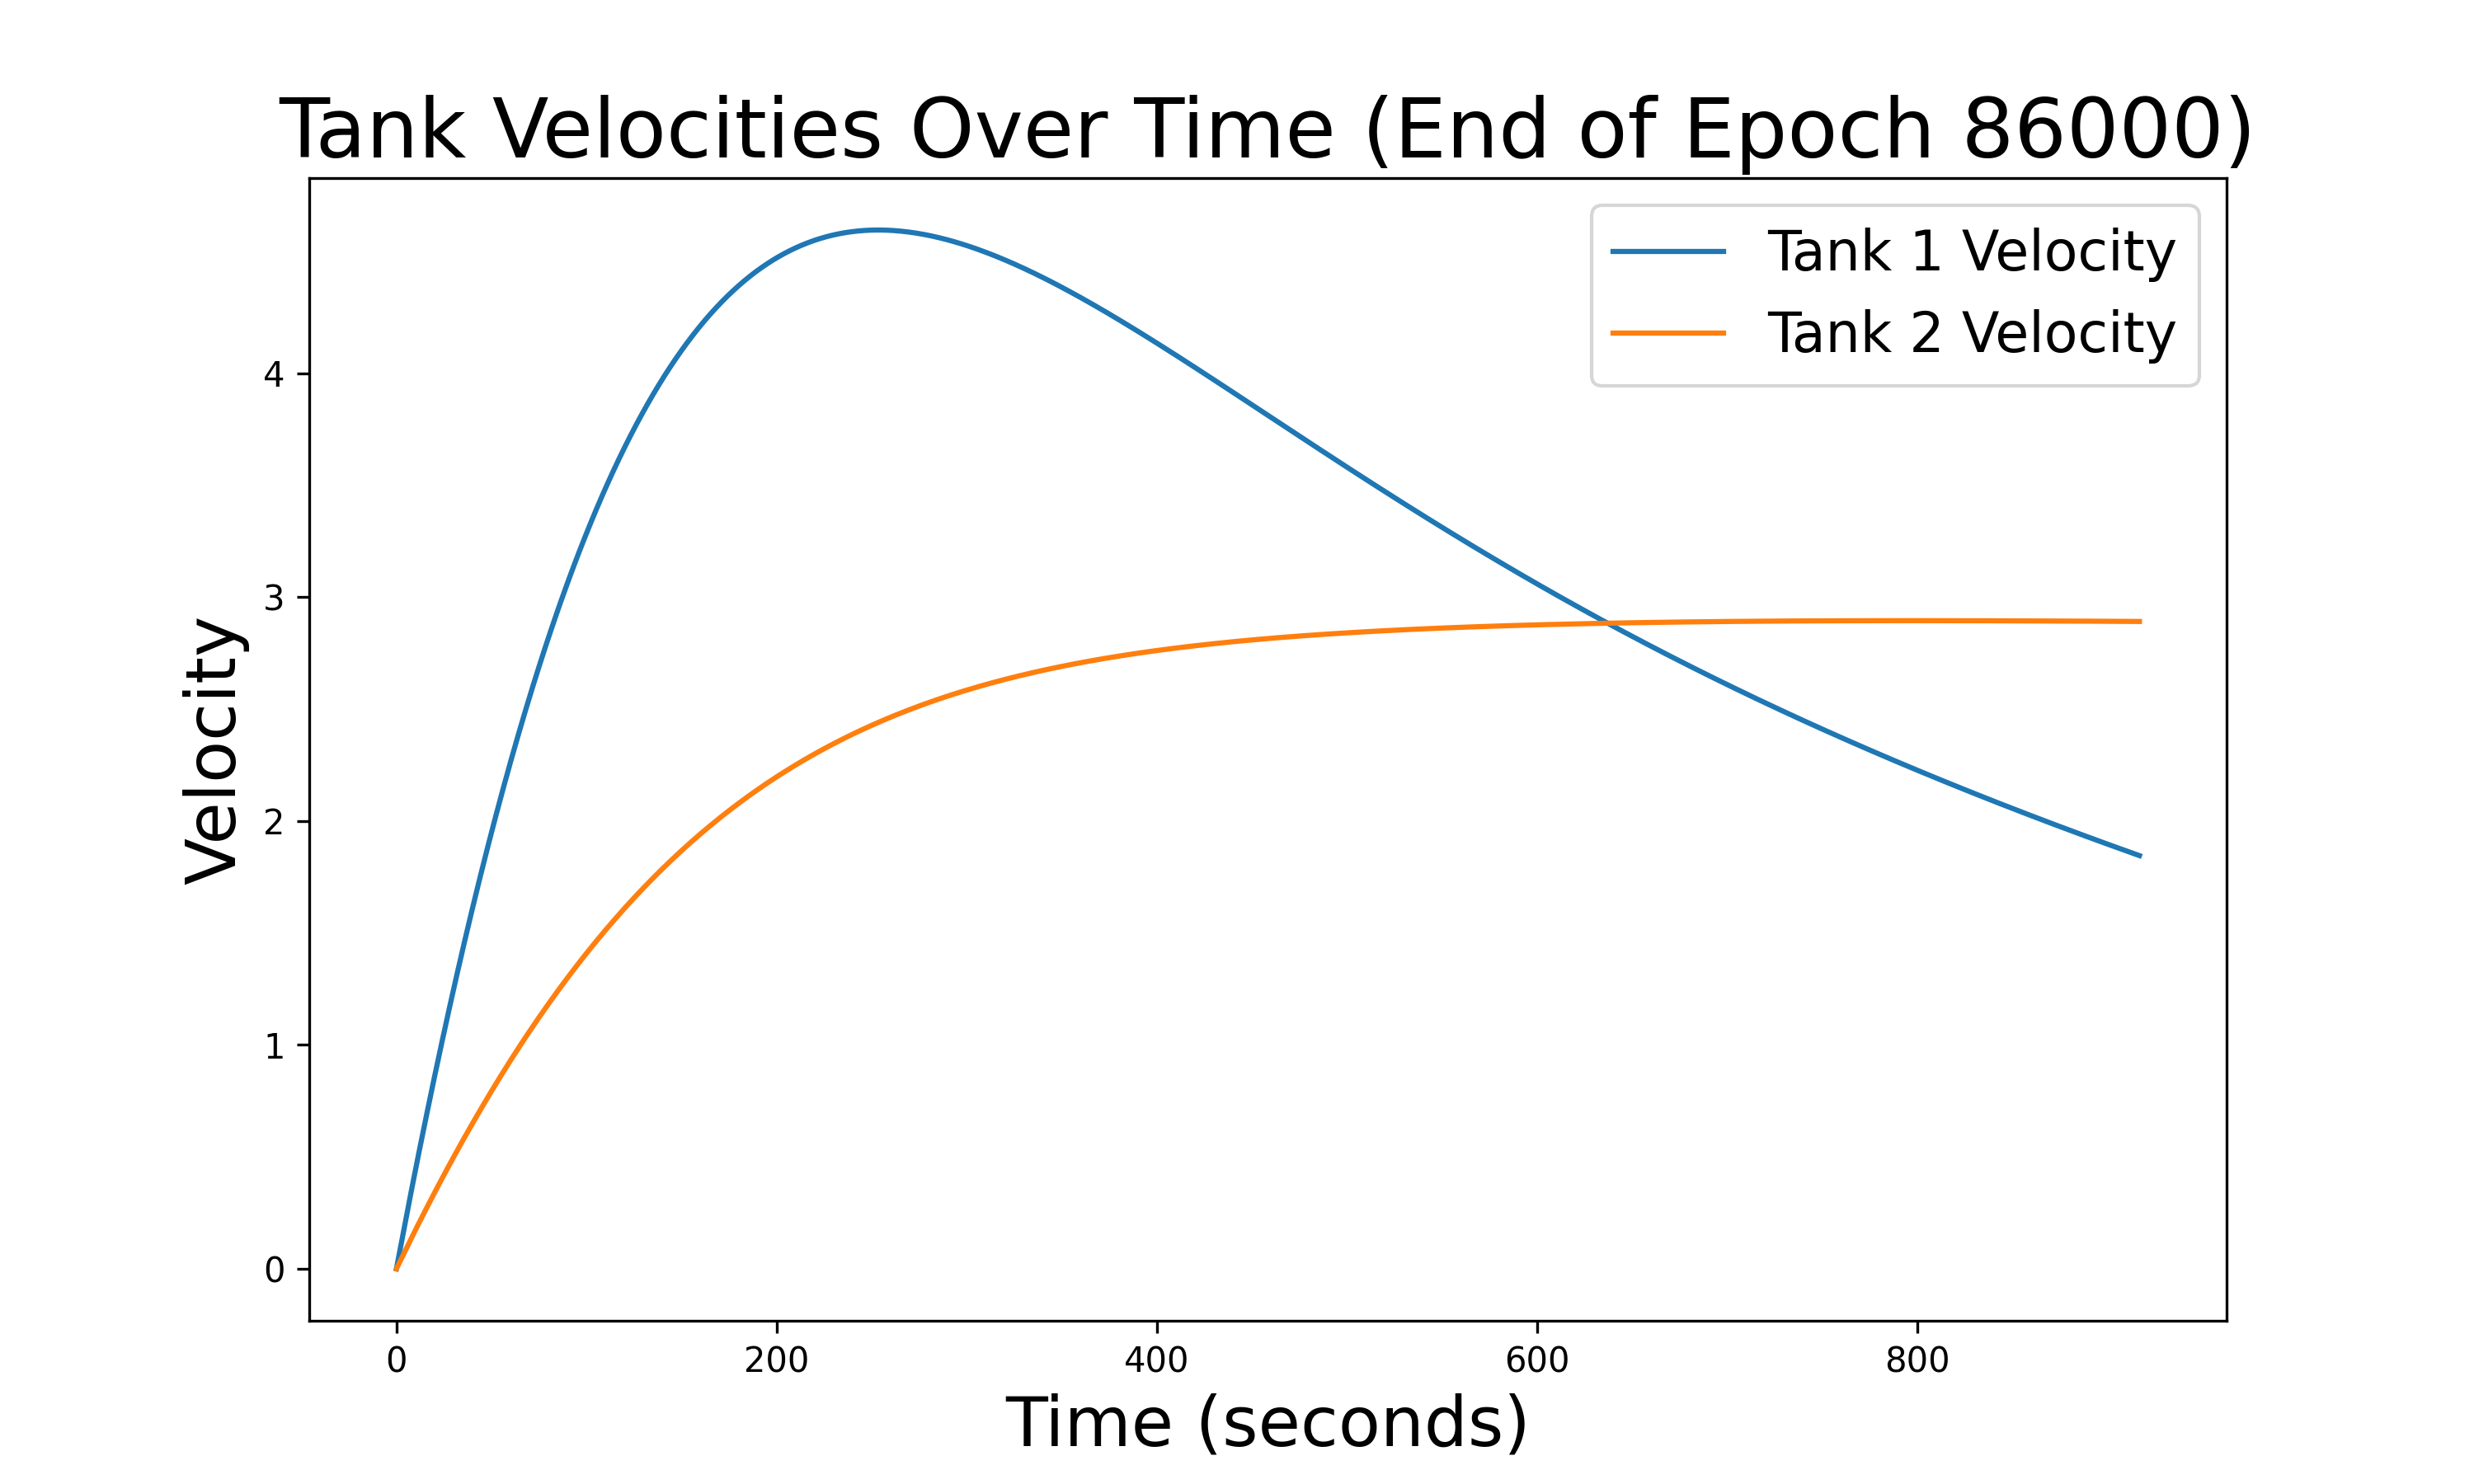 Tank Velocities Over Time (End of Epoch 86000)
Tank 1 Velocity
Tank 2 Velocity
Velocity
4
3
2
1
0
0 200 400 600 800
Time (seconds)